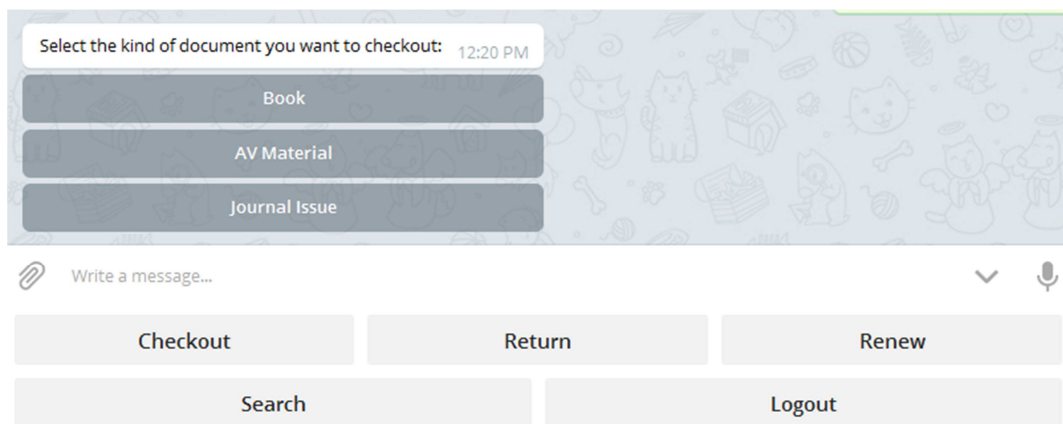 Select the kind of document you want to checkout: 12:20 PM
Book
AV Material
Journal Issue
Write a message...
Checkout Return Renew
Search Logout